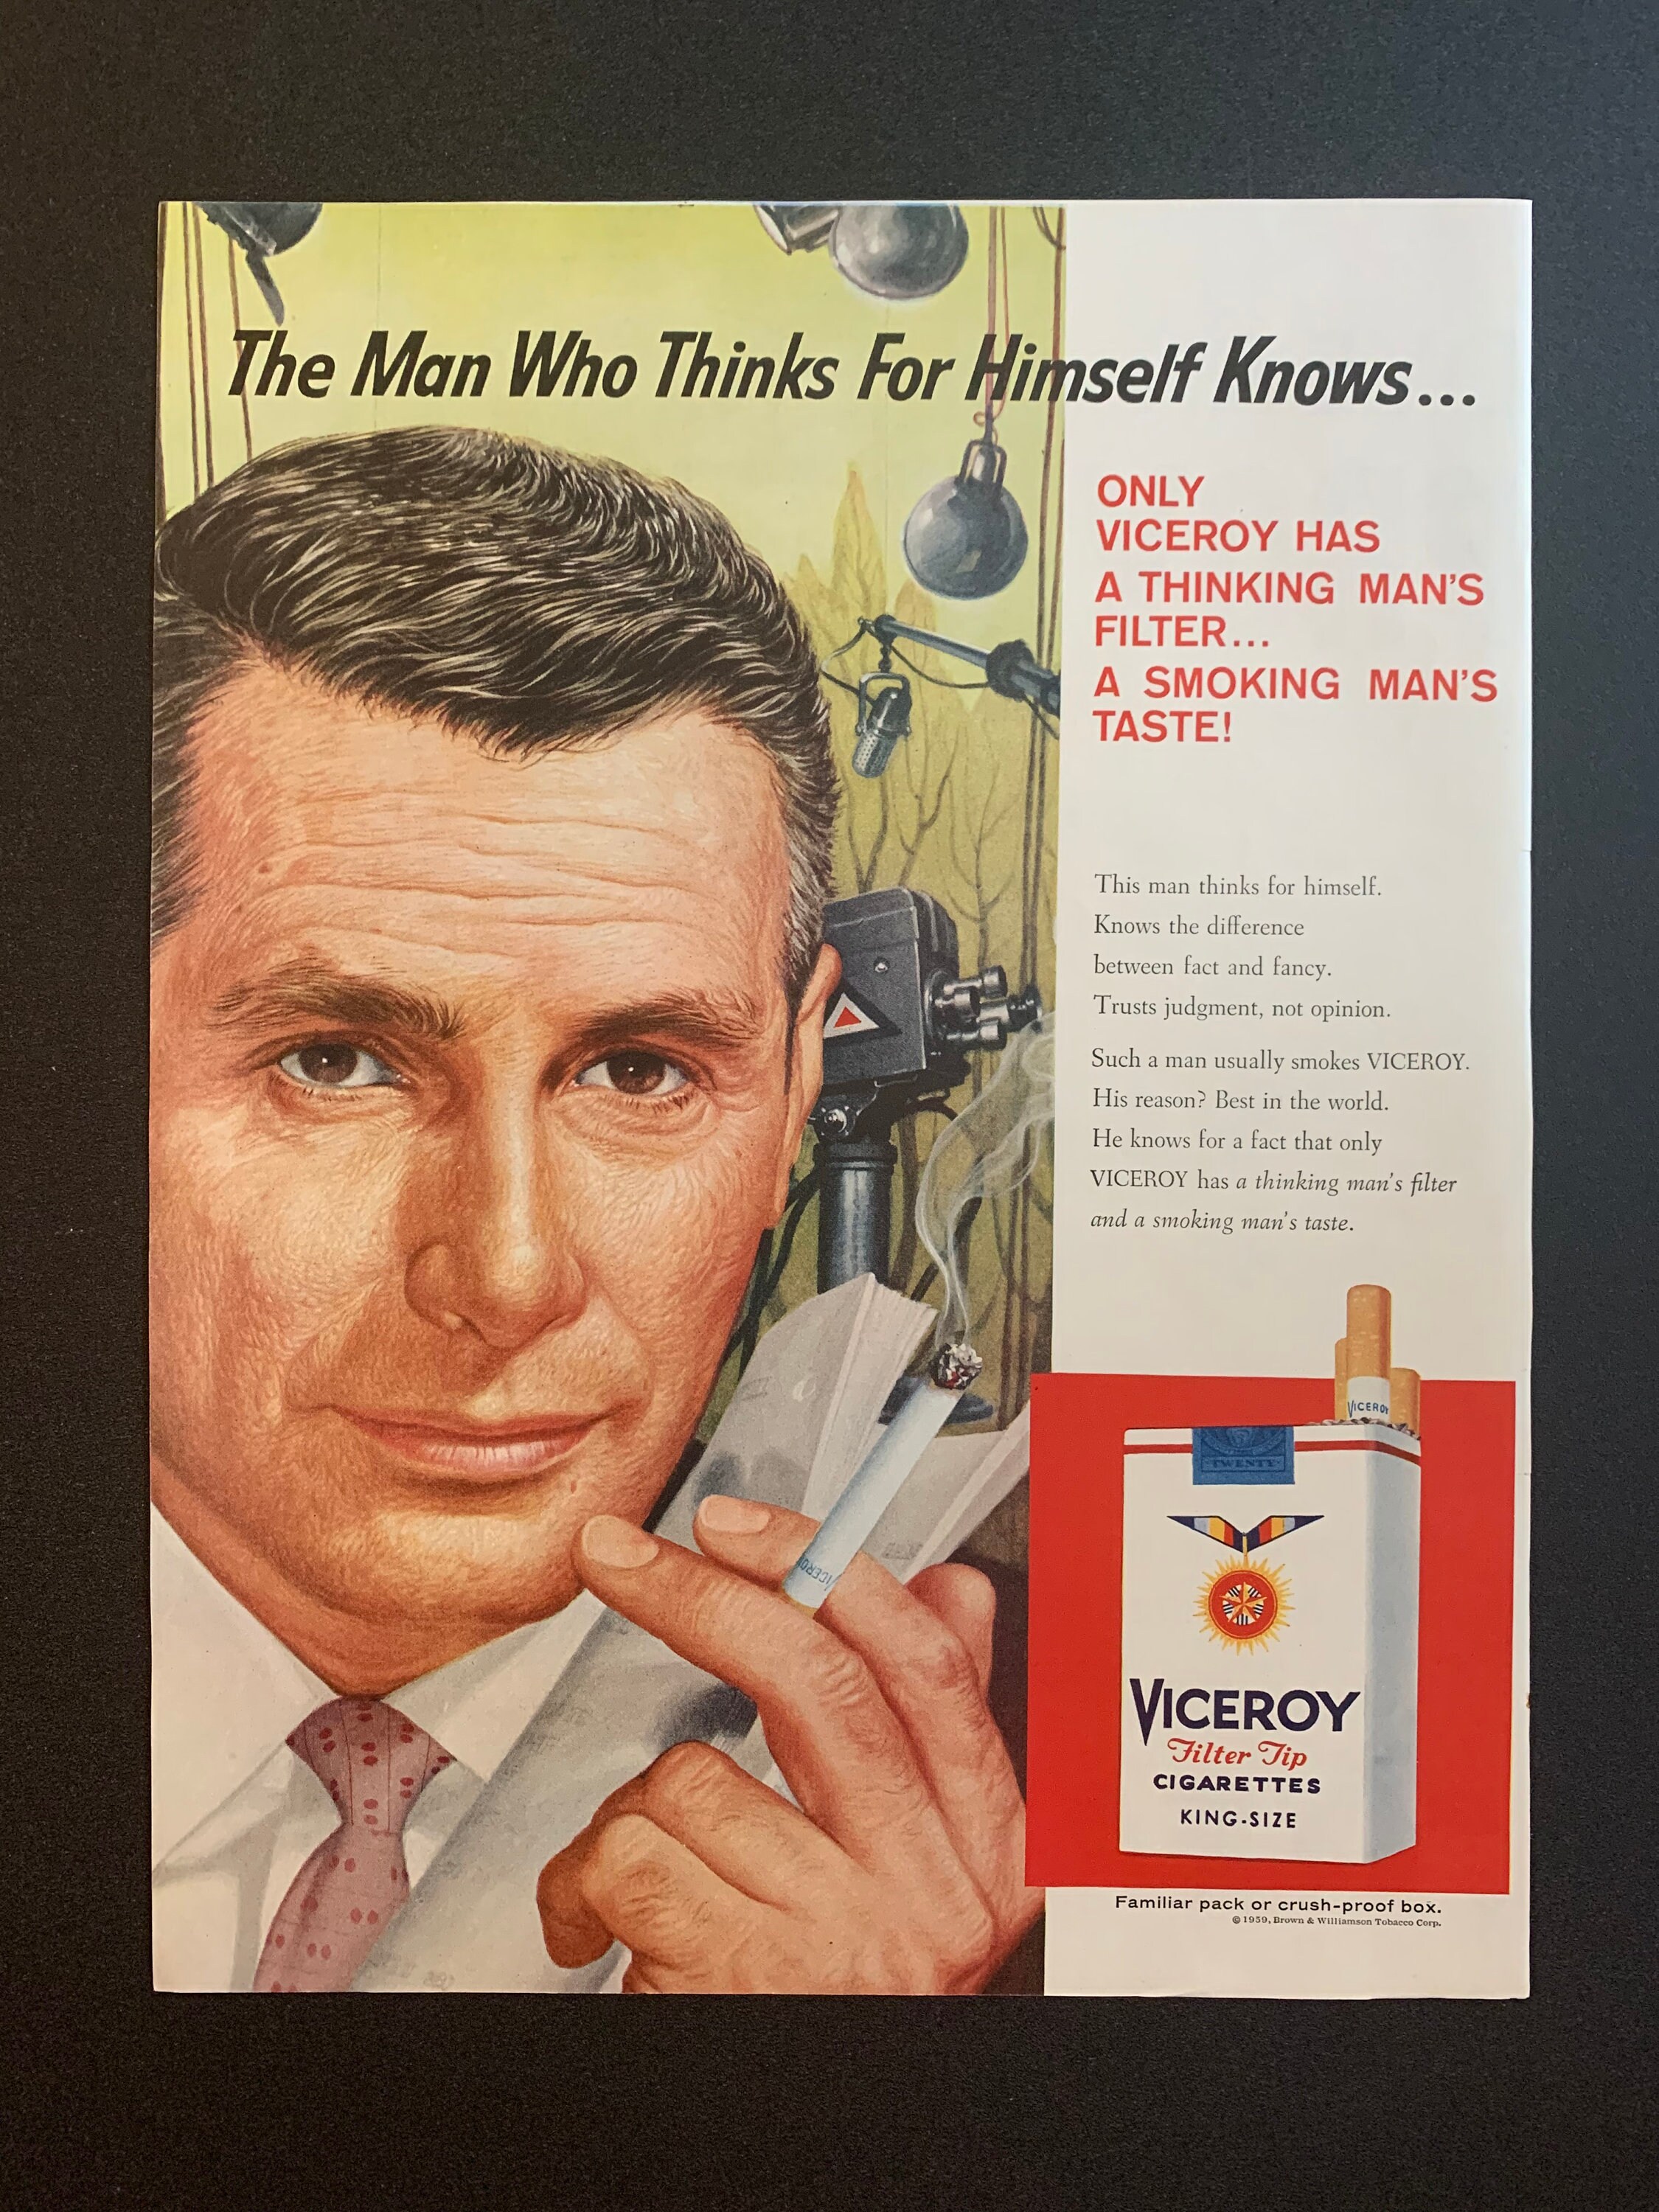 The Man Who Thinks For Himself Knows...
ONLY
VICEROY HAS
A THINKING MAN'S
FILTER...
A SMOKING MAN'S
TASTE!
This man thinks for himself.
Knows the difference
between fact and fancy.
Trusts judgment, not opinion.
Such a man usually smokes VICEROY.
His reason? Best in the world.
He knows for a fact that only
VICEROY has a thinking man's filter
and a smoking man's taste.
VICEROY
VICEROY
TWENTY
VICEROY
Filter Tip
CIGARETTES
KING-SIZE
Familiar pack or crush-proof box.
© 1959, Brown & Williamson Tobacco Corp.